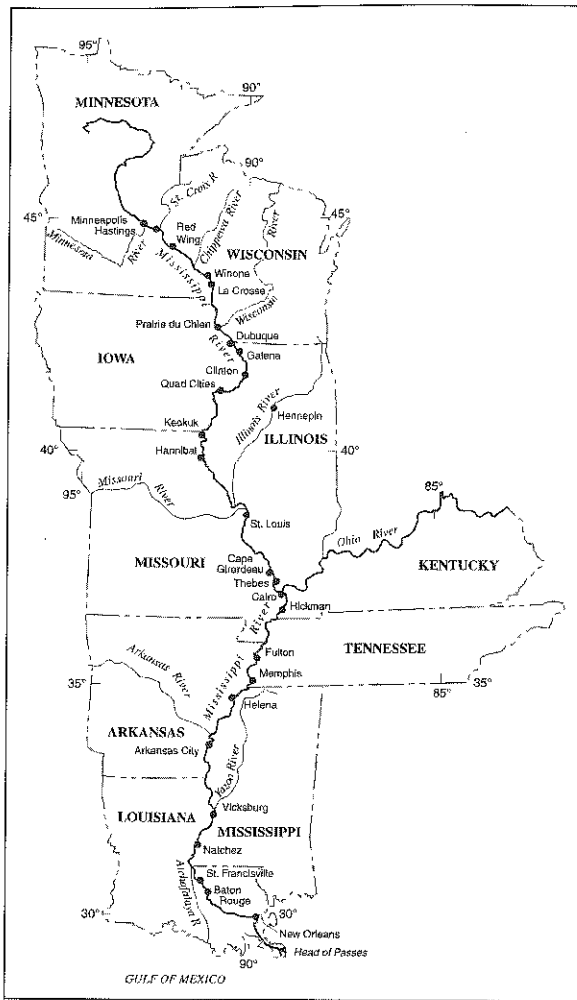 95°
90°
MINNESOTA
90°
St. Croix R
Chippewa River
River
45°
45°
Minneapolis
Hastings
Red
Wing
Minnesota
River
WISCONSIN
Mississippi
River
Winona
La Crosse
Wisconsin
Prairie du Chien
Dubuque
IOWA
Galena
Clinton
Quad Cities
Illinois River
Hennepin
ILLINOIS
Keokuk
Hannibal
40°
40°
Missouri
River
95°
85°
St. Louis
Ohio River
MISSOURI
Cape
Girardeau
KENTUCKY
Thebes
Cairo
Hickman
Mississippi
River
TENNESSEE
Fulton
Arkansas River
Memphis
35°
85°
35°
Helena
ARKANSAS
Arkansas City
Yazoo River
LOUISIANA
Vicksburg
MISSISSIPPI
Natchez
St. Francisville
Atchafalaya R
Baton
Rouge
30°
30°
New Orleans
Head of Passes
90°
GULF OF MEXICO